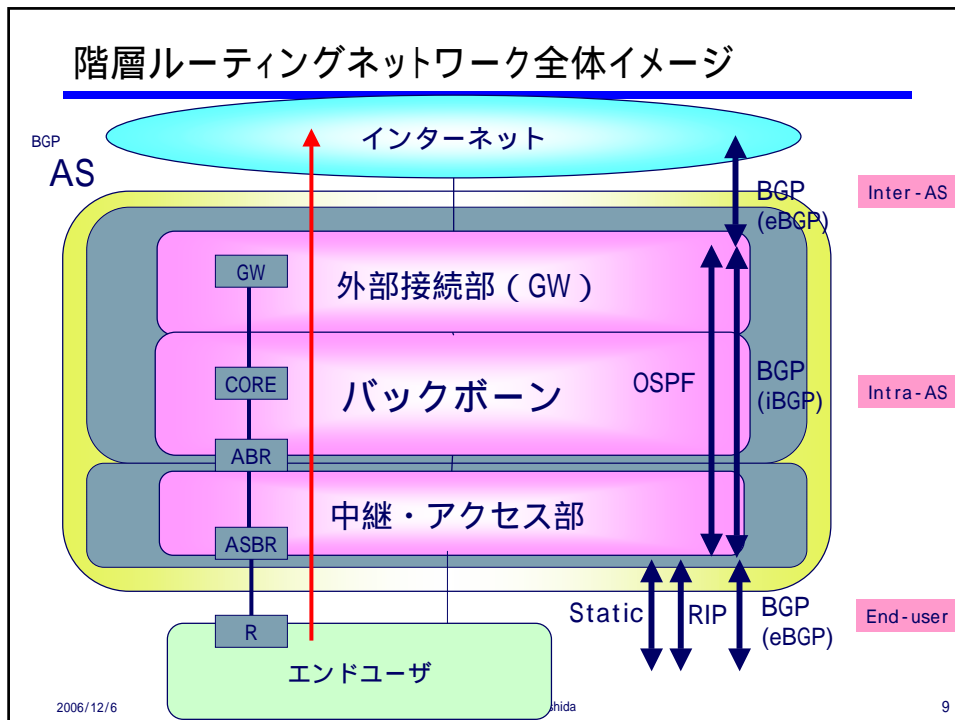 階層ルーティングネットワーク全体イメージ
インターネット
BGP
AS
BGP
(eBGP)
Inter-AS
GW
外部接続部（GW）
CORE
バックボーン
OSPF
BGP
(iBGP)
Intra-AS
ABR
中継・アクセス部
ASBR
Static
RIP
BGP
(eBGP)
End-user
R
エンドユーザ
2006/12/6
9